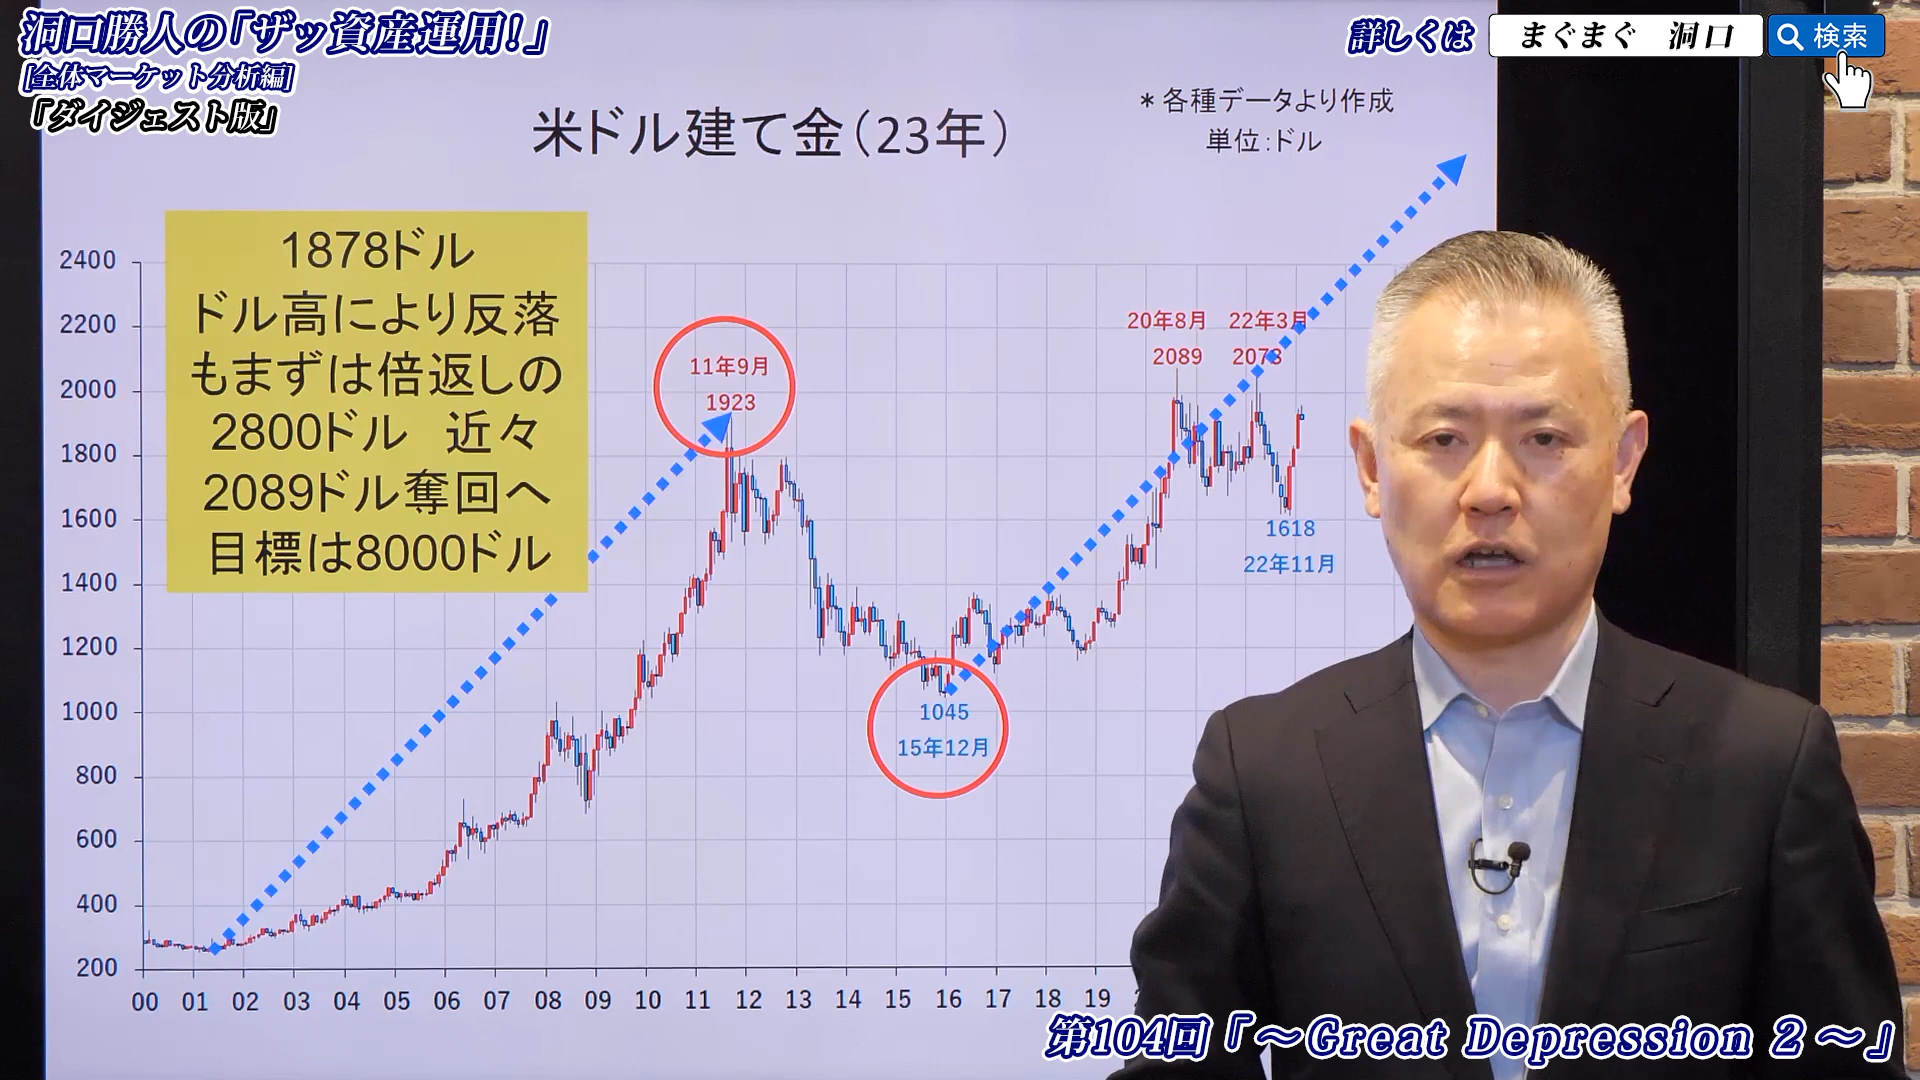 洞口勝人の「ザッ資産運用！」
[全体マーケット分析編]
「ダイジェスト版」
詳しくは
まぐまぐ　洞口
検索
米ドル建て金（23年）
＊各種データより作成
単位：ドル
1878ドル
ドル高により反落
もまずは倍返しの
2800ドル　近々
2089ドル奪回へ
目標は8000ドル
2400
2200
2000
1800
1600
1400
1200
1000
800
600
400
200
11年9月
1923
20年8月
2089
22年3月
2078
1618
22年11月
1045
15年12月
00 01 02 03 04 05 06 07 08 09 10 11 12 13 14 15 16 17 18 19
第104回「～Great Depression 2～」